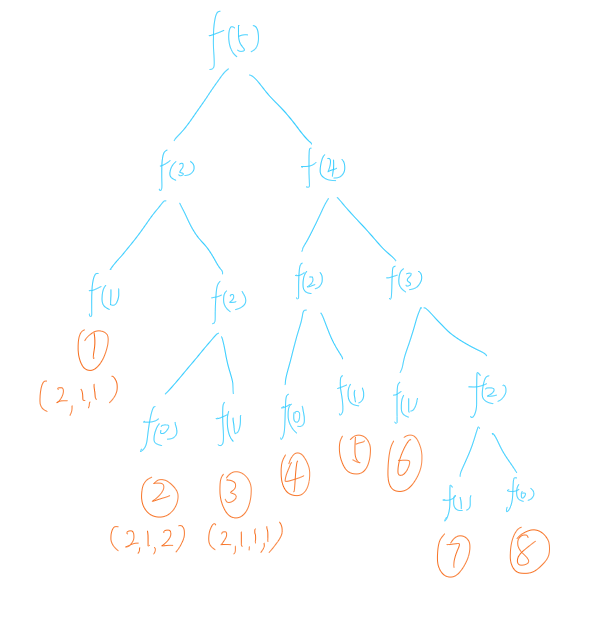 f(5)
f(3) f(4)
f(1) f(2) f(2) f(3)
① 
(2,1,1)
f(0) f(1) f(0) f(1) f(1) f(2)
② ③ ④ ⑤ ⑥
(2,1,2) (2,1,1,1)
f(1) f(0)
⑦ ⑧